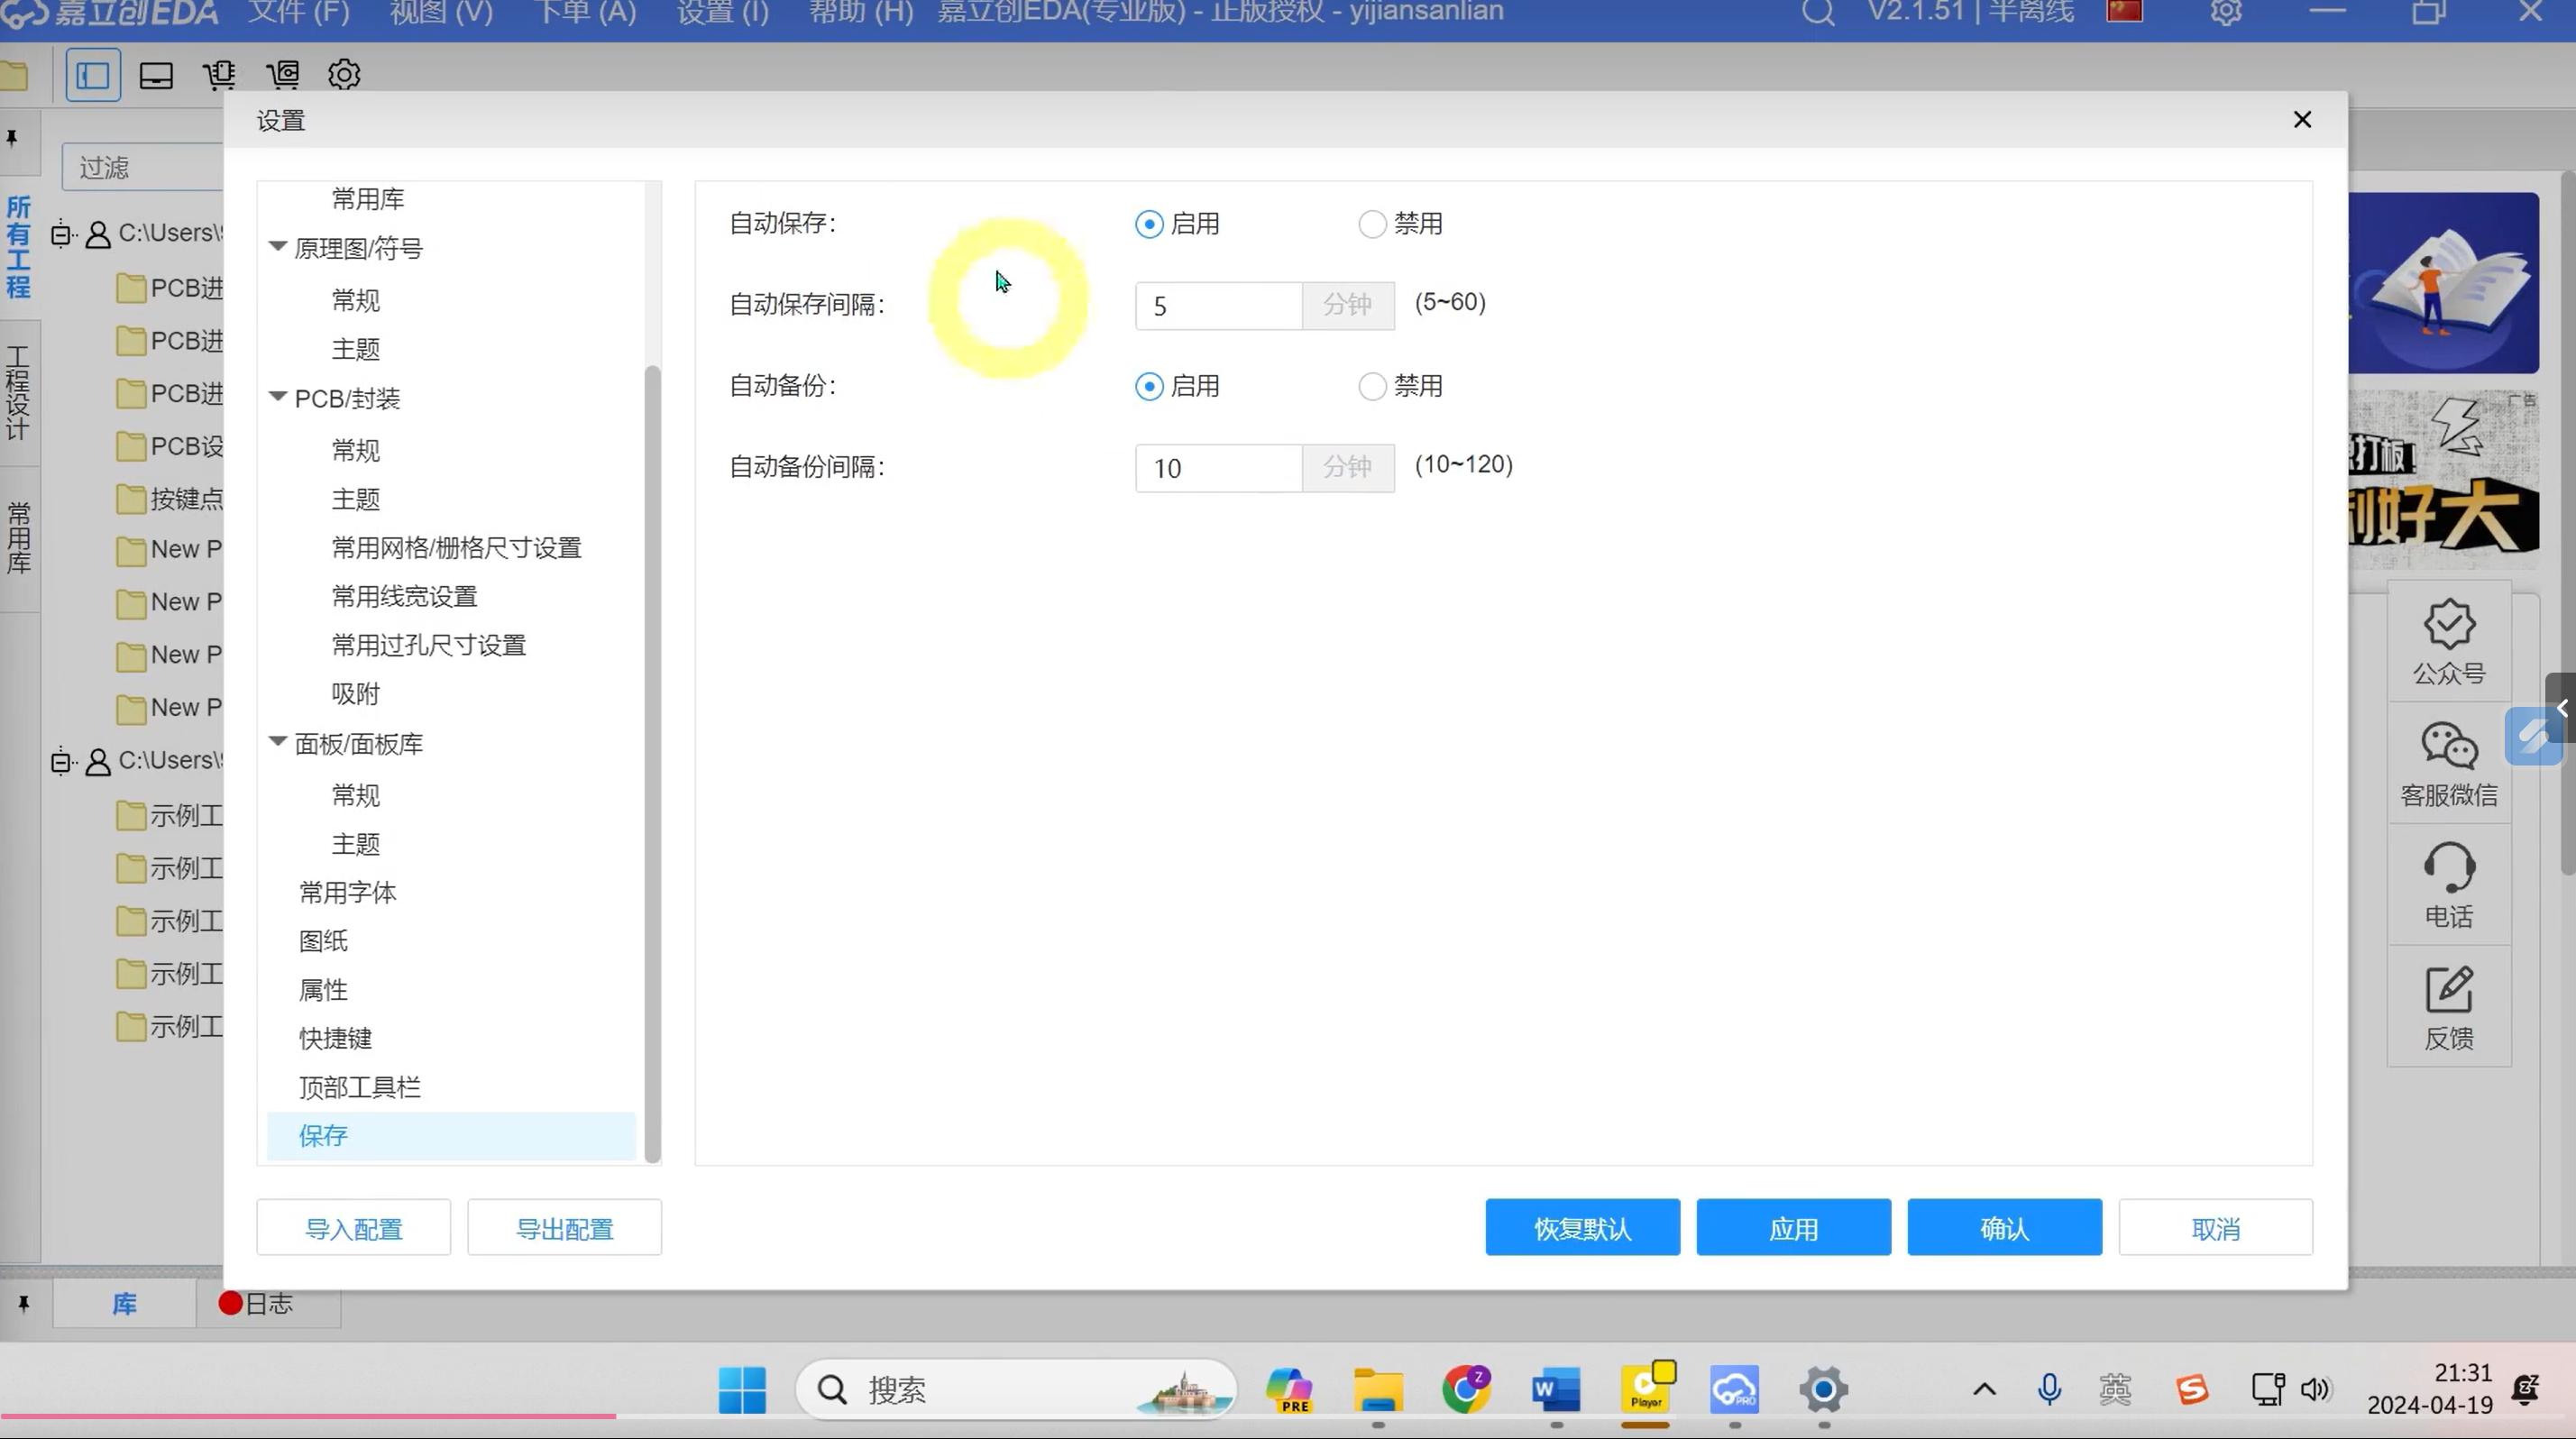 嘉立创EDA 文件 (F) 视图 (V) 下单 (A) 设置 (I) 帮助 (H) 嘉立创EDA(专业版) - 正版授权 - yijiansanlian V2.1.51 | 半离线
设置
过滤
所有工程
工程设计
常用库
C:\Users\
PCB进
PCB进
PCB进
PCB设
按键点
New P
New P
New P
New P
C:\Users\
示例工
示例工
示例工
示例工
示例工
常用库
原理图/符号
常规
主题
PCB/封装
常规
主题
常用网格/栅格尺寸设置
常用线宽设置
常用过孔尺寸设置
吸附
面板/面板库
常规
主题
常用字体
图纸
属性
快捷键
顶部工具栏
保存
自动保存: 启用 禁用
自动保存间隔: 5 分钟 (5~60)
自动备份: 启用 禁用
自动备份间隔: 10 分钟 (10~120)
导入配置 导出配置 恢复默认 应用 确认 取消
广告
打板!
好大
公众号
客服微信
电话
反馈
库 日志
搜索
PRE
Z
W
Player
PRO
英
S
21:31
2024-04-19